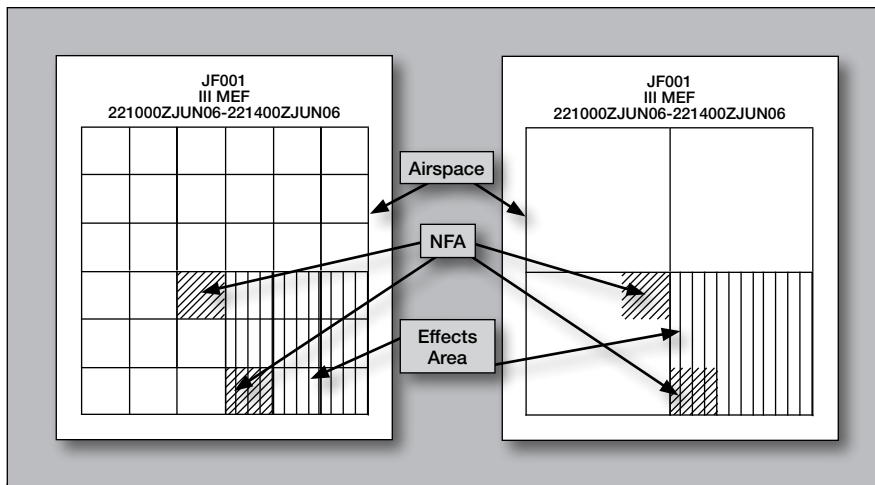 JF001
III MEF
221000ZJUN06-221400ZJUN06
JF001
III MEF
221000ZJUN06-221400ZJUN06
Airspace
NFA
Effects
Area